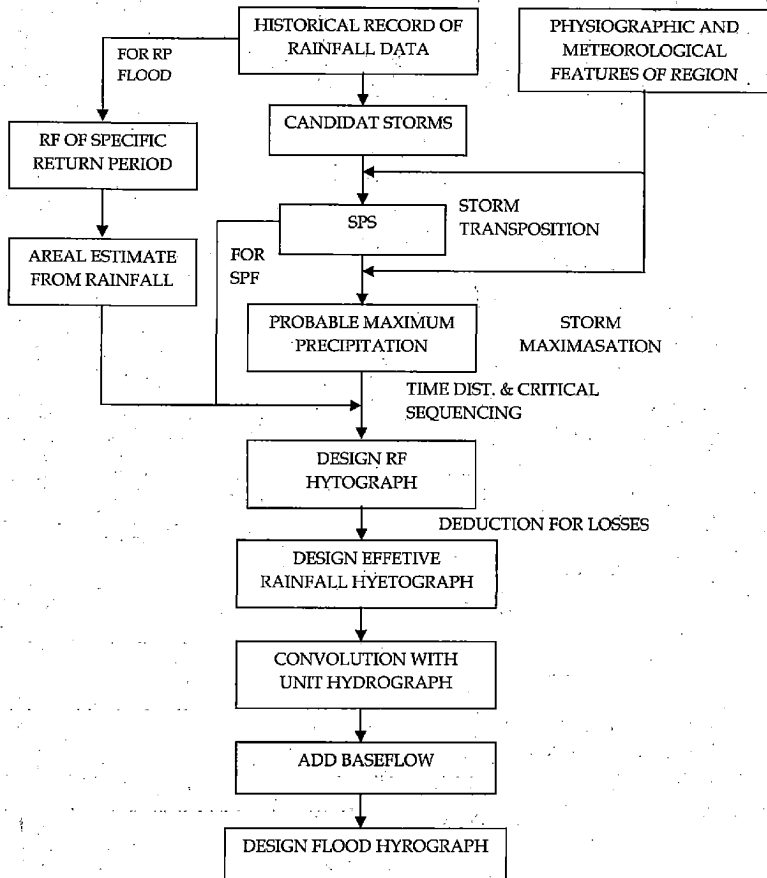 HISTORICAL RECORD OF
RAINFALL DATA
PHYSIOGRAPHIC AND
METEOROLOGICAL
FEATURES OF REGION
FOR RP
FLOOD
CANDIDAT STORMS
RF OF SPECIFIC
RETURN PERIOD
SPS
STORM
TRANSPOSITION
AREAL ESTIMATE
FROM RAINFALL
FOR
SPF
PROBABLE MAXIMUM
PRECIPITATION
STORM
MAXIMASATION
TIME DIST. & CRITICAL
SEQUENCING
DESIGN RF
HYTOGRAPH
DEDUCTION FOR LOSSES
DESIGN EFFETIVE
RAINFALL HYETOGRAPH
CONVOLUTION WITH
UNIT HYDROGRAPH
ADD BASEFLOW
DESIGN FLOOD HYROGRAPH